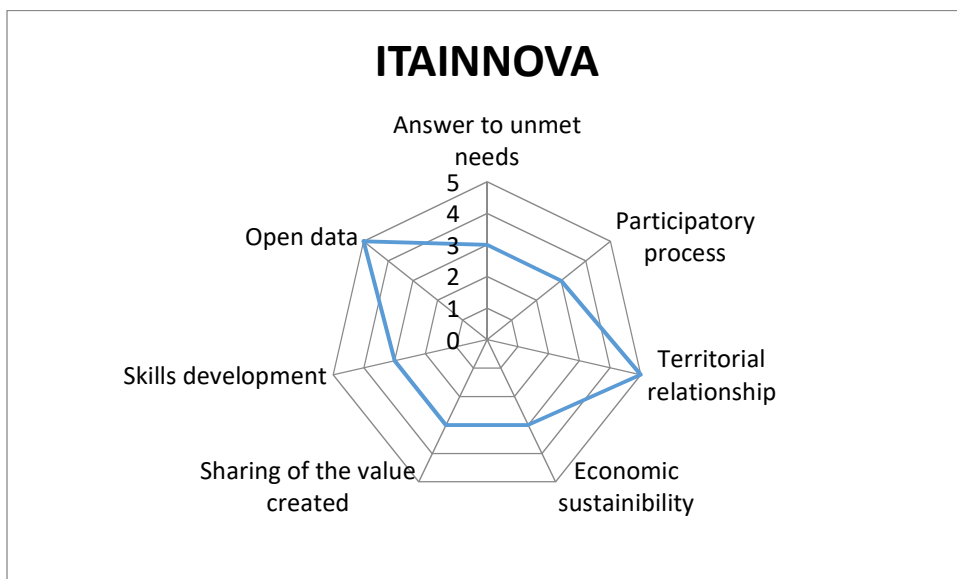 ITAINNOVA
Answer to unmet
needs
5
4
3
2
1
0
Participatory
process
Territorial
relationship
Economic
sustainibility
Sharing of the value
created
Skills development
Open data